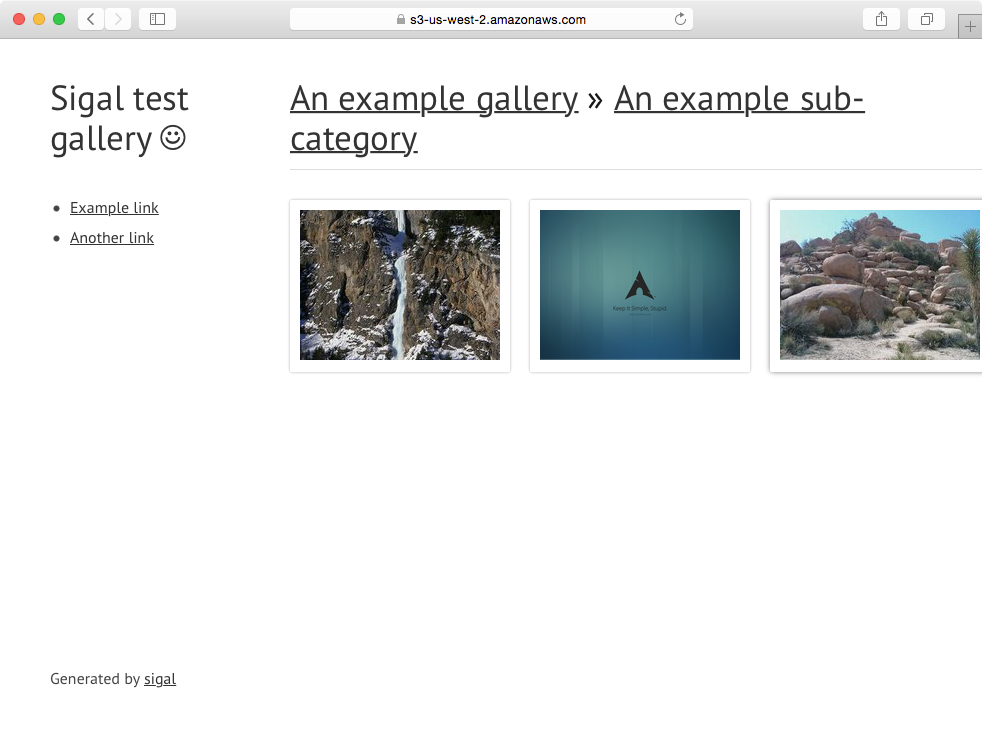 s3-us-west-2.amazonaws.com
Sigal test
gallery ☺
An example gallery » An example sub-
category
Example link
Another link
Keep It Simple, Stupid.
Generated by sigal